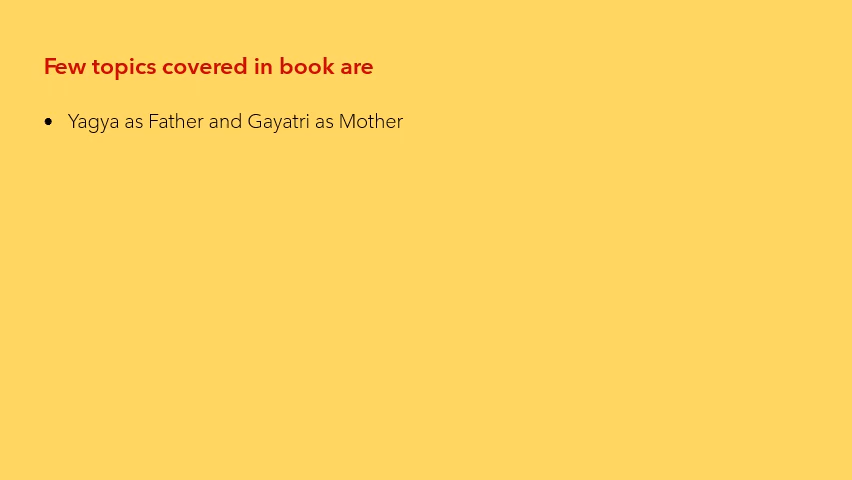 Few topics covered in book are
• Yagya as Father and Gayatri as Mother